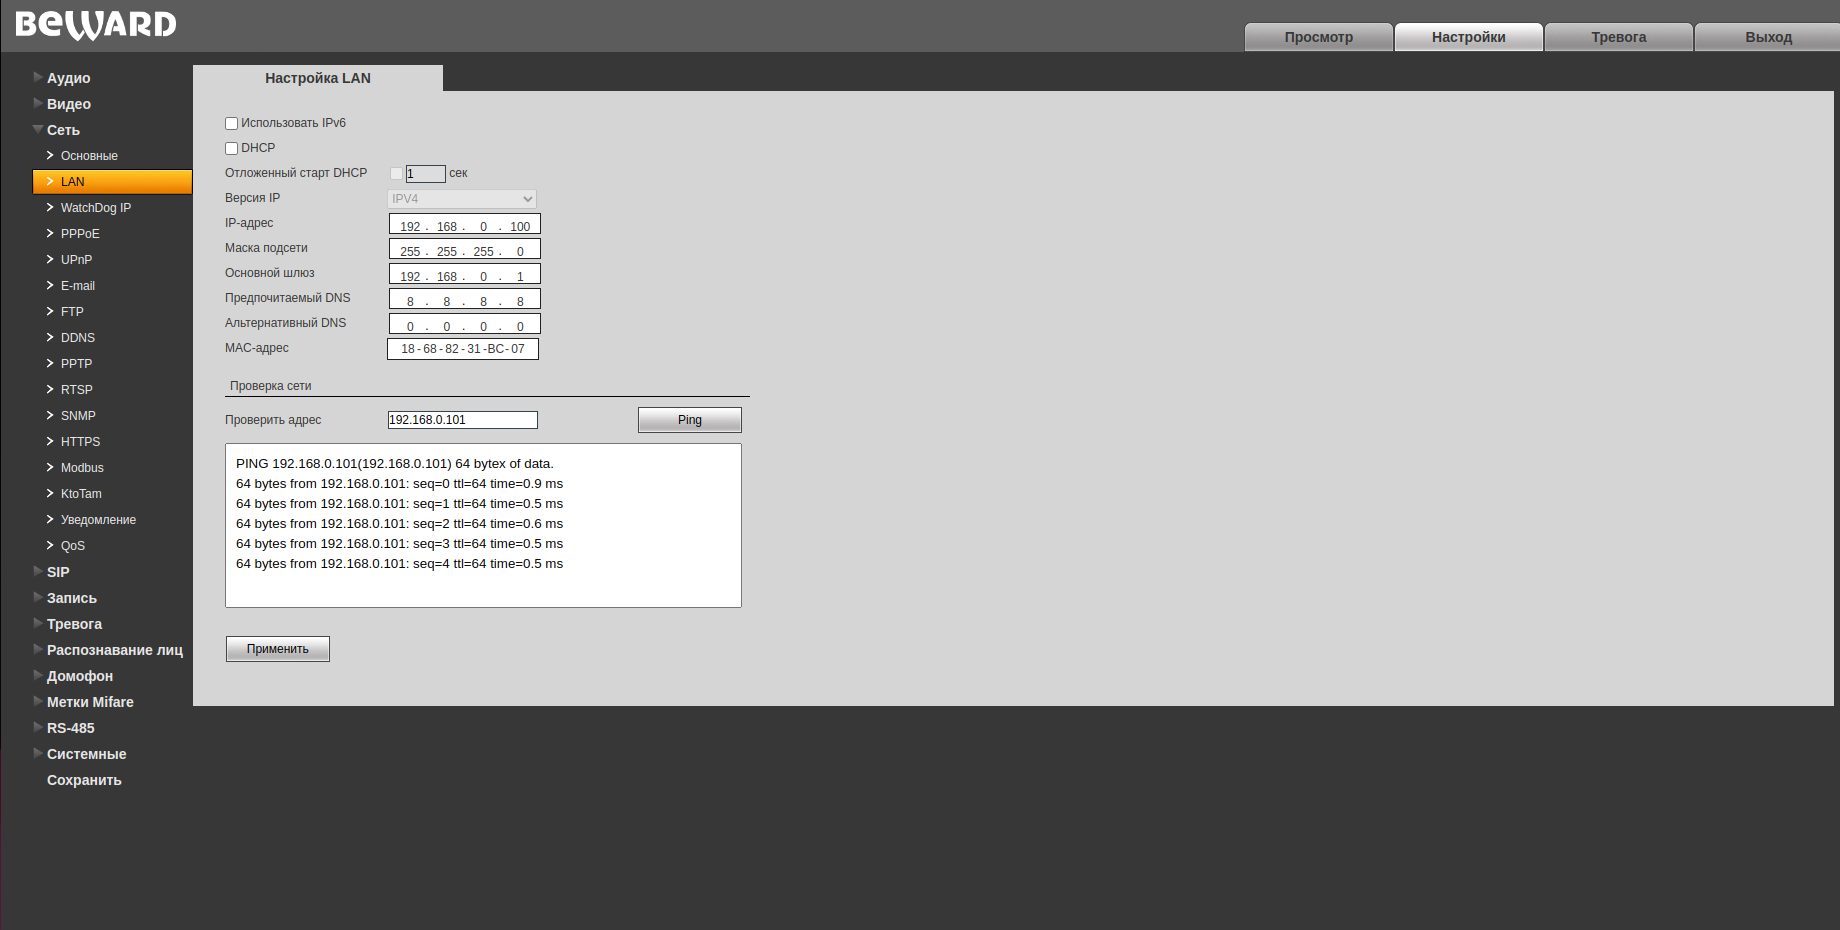 BEWARD
Просмотр
Настройки
Тревога
Выход
Аудио
Видео
Сеть
Основные
LAN
WatchDog IP
PPPoE
UPnP
E-mail
FTP
DDNS
PPTP
RTSP
SNMP
HTTPS
Modbus
KtoTam
Уведомление
QoS
SIP
Запись
Тревога
Распознавание лиц
Домофон
Метки Mifare
RS-485
Системные
Сохранить
Настройка LAN
Использовать IPv6
DHCP
Отложенный старт DHCP 1 сек
Версия IP IPV4
IP-адрес 192 . 168 . 0 . 100
Маска подсети 255 . 255 . 255 . 0
Основной шлюз 192 . 168 . 0 . 1
Предпочитаемый DNS 8 . 8 . 8 . 8
Альтернативный DNS 0 . 0 . 0 . 0
MAC-адрес 18-68-82-31-BC-07
Проверка сети
Проверить адрес 192.168.0.101 Ping
PING 192.168.0.101(192.168.0.101) 64 bytex of data.
64 bytes from 192.168.0.101: seq=0 ttl=64 time=0.9 ms
64 bytes from 192.168.0.101: seq=1 ttl=64 time=0.5 ms
64 bytes from 192.168.0.101: seq=2 ttl=64 time=0.6 ms
64 bytes from 192.168.0.101: seq=3 ttl=64 time=0.5 ms
64 bytes from 192.168.0.101: seq=4 ttl=64 time=0.5 ms
Применить